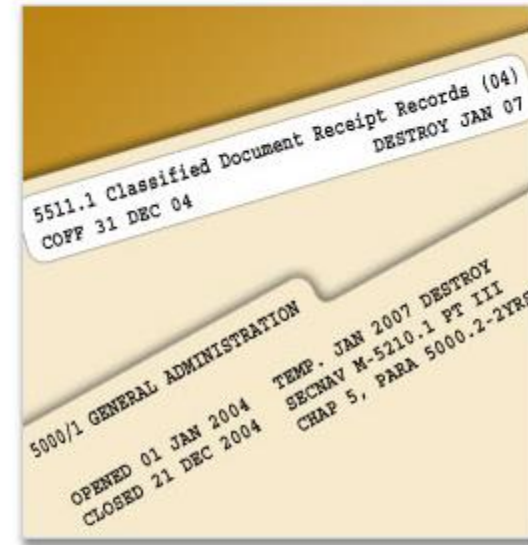 5511.1 Classified Document Receipt Records (04)
COFF 31 DEC 04 DESTROY JAN 07
5000/1 GENERAL ADMINISTRATION
OPENED 01 JAN 2004 TEMP. JAN 2007 DESTROY
CLOSED 21 DEC 2004 SECNAV M-5210.1 PT III
CHAP 5, PARA 5000.2-2YRS